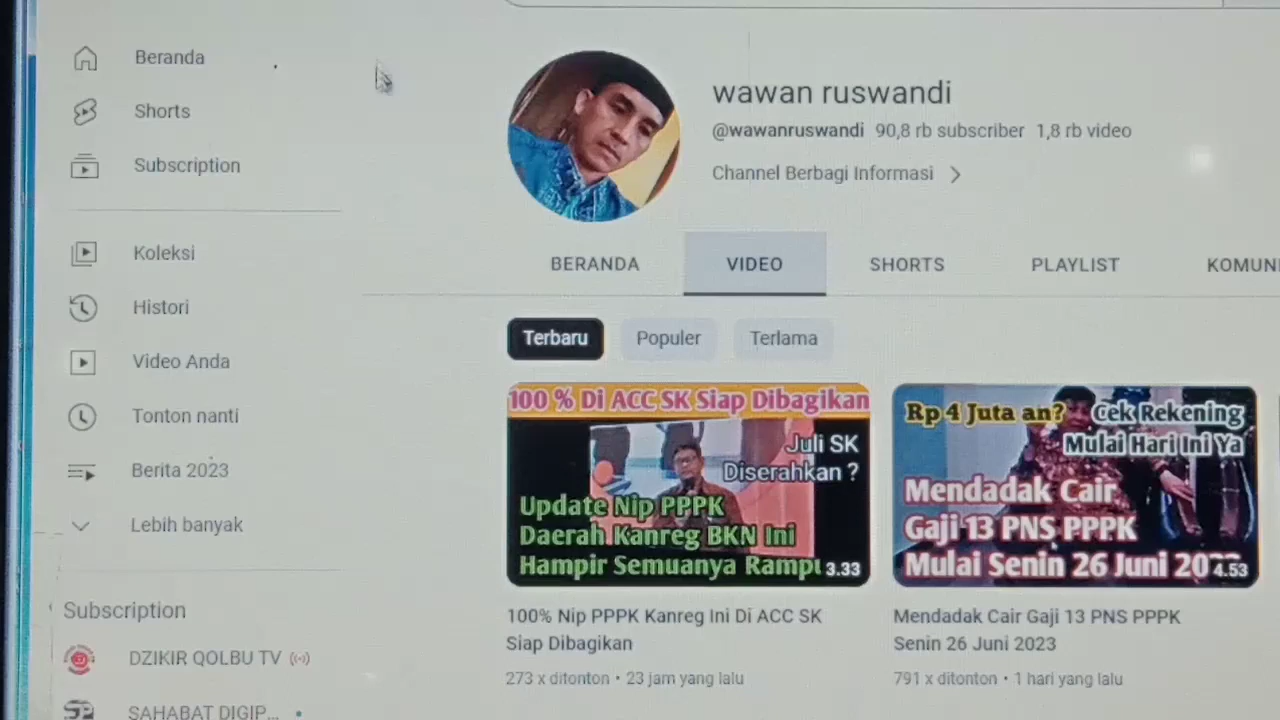 Beranda
Shorts
Subscription
Koleksi
Histori
Video Anda
Tonton nanti
Berita 2023
Lebih banyak
Subscription
DZIKIR QOLBU TV
SAHABAT DIGIP...
wawan ruswandi
@wawanruswandi 90,8 rb subscriber 1,8 rb video
Channel Berbagi Informasi
BERANDA VIDEO SHORTS PLAYLIST KOMUNI
Terbaru Populer Terlama
100 % Di ACC SK Siap Dibagikan
Juli SK
Diserahkan ?
Update Nip PPPK
Daerah Kanreg BKN Ini
Hampir Semuanya Rampu
3.33
100% Nip PPPK Kanreg Ini Di ACC SK
Siap Dibagikan
273 x ditonton • 23 jam yang lalu
Rp 4 Juta an? Cek Rekening
Mulai Hari Ini Ya
Mendadak Cair
Gaji 13 PNS PPPK
Mulai Senin 26 Juni 20
4.53
Mendadak Cair Gaji 13 PNS PPPK
Senin 26 Juni 2023
791 x ditonton • 1 hari yang lalu